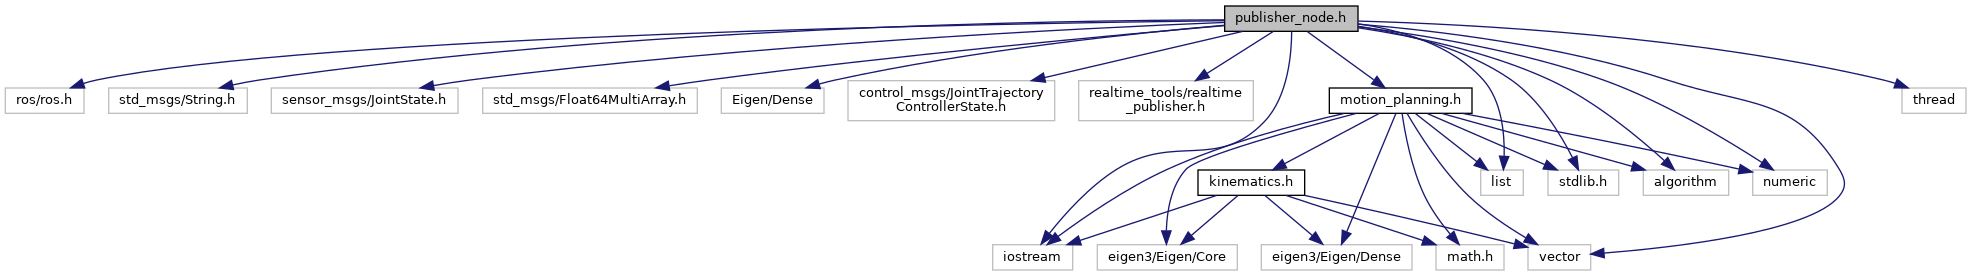 publisher_node.h
ros/ros.h
std_msgs/String.h
sensor_msgs/JointState.h
std_msgs/Float64MultiArray.h
Eigen/Dense
control_msgs/JointTrajectory
ControllerState.h
realtime_tools/realtime
_publisher.h
motion_planning.h
thread
kinematics.h
list
stdlib.h
algorithm
numeric
iostream
eigen3/Eigen/Core
eigen3/Eigen/Dense
math.h
vector